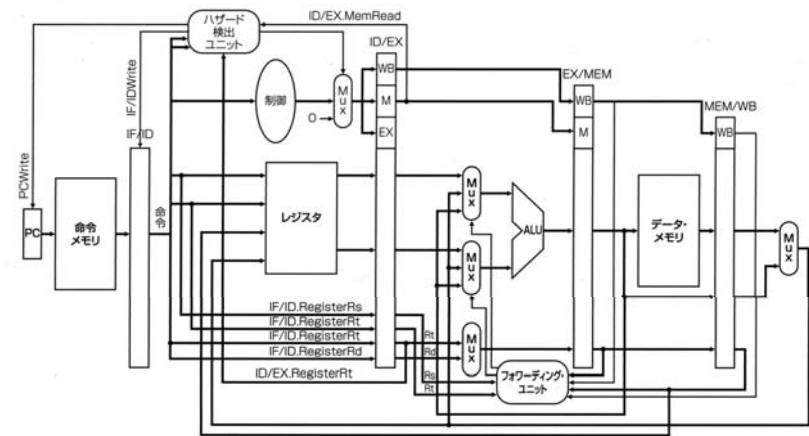 ハザード
検出
ユニット
ID/EX.MemRead
ID/EX
IF/IDWrite
PCWrite
IF/ID
制御
0
Mux
WB
M
EX
EX/MEM
WB
M
MEM/WB
WB
PC
命令
メモリ
命令
レジスタ
Mux
Mux
ALU
データ・
メモリ
Mux
IF/ID.RegisterRs
IF/ID.RegisterRt
IF/ID.RegisterRt
IF/ID.RegisterRd
ID/EX.RegisterRt
Rt
Rd
Mux
Rs
Rt
フォワーディング・
ユニット